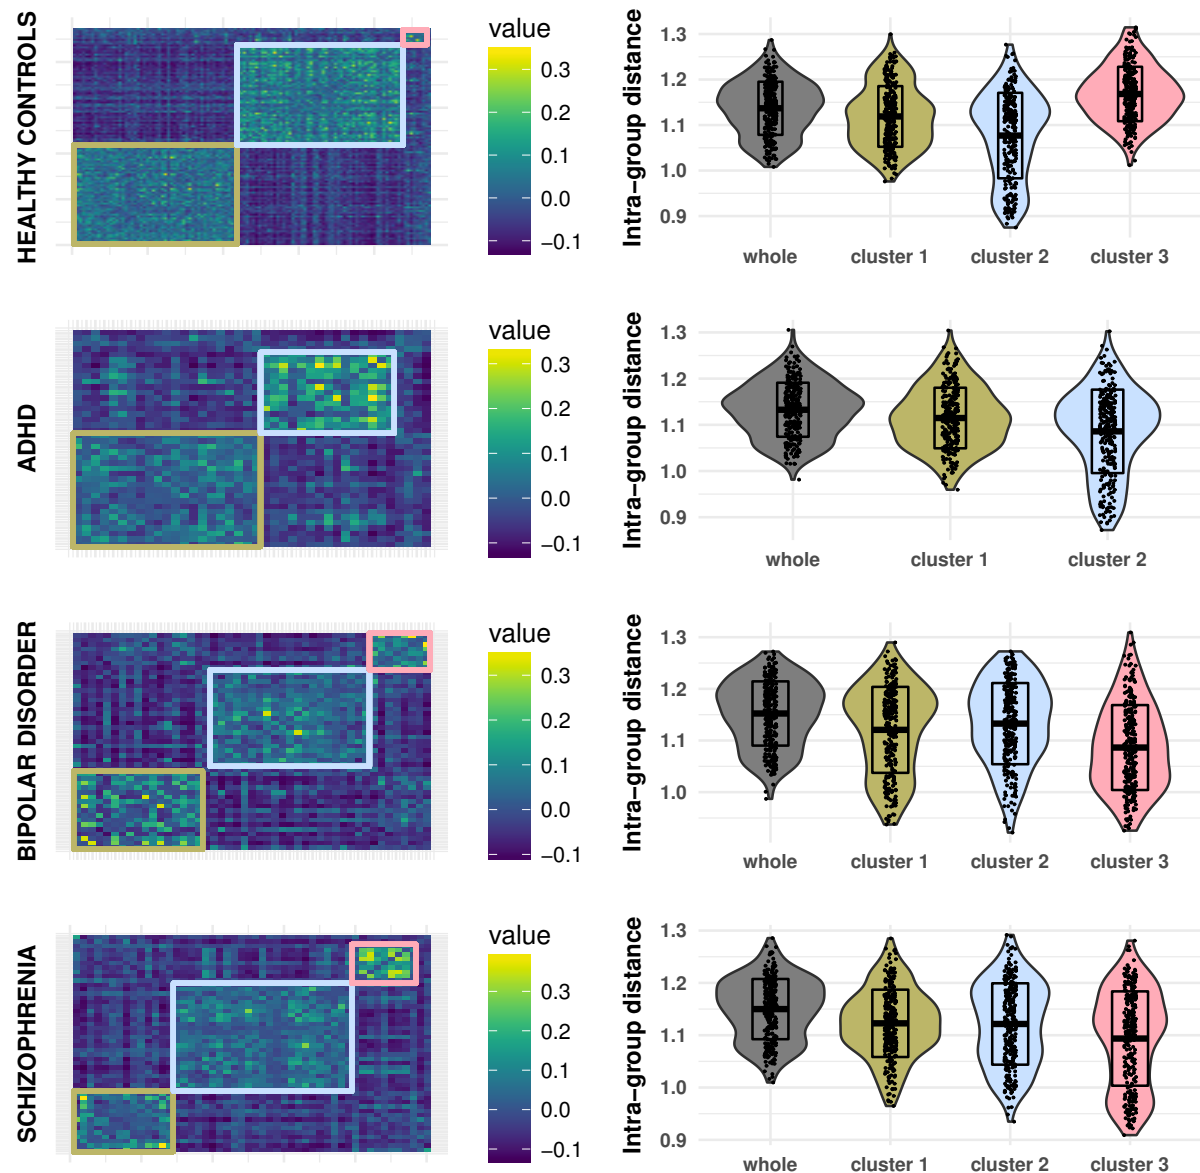 HEALTHY CONTROLS
value
0.3
0.2
0.1
0.0
−0.1
Intra−group distance
1.3
1.2
1.1
1.0
0.9
whole
cluster 1
cluster 2
cluster 3
ADHD
value
0.3
0.2
0.1
0.0
−0.1
Intra−group distance
1.3
1.2
1.1
1.0
0.9
whole
cluster 1
cluster 2
BIPOLAR DISORDER
value
0.3
0.2
0.1
0.0
−0.1
Intra−group distance
1.3
1.2
1.1
1.0
whole
cluster 1
cluster 2
cluster 3
SCHIZOPHRENIA
value
0.3
0.2
0.1
0.0
−0.1
Intra−group distance
1.3
1.2
1.1
1.0
0.9
whole
cluster 1
cluster 2
cluster 3